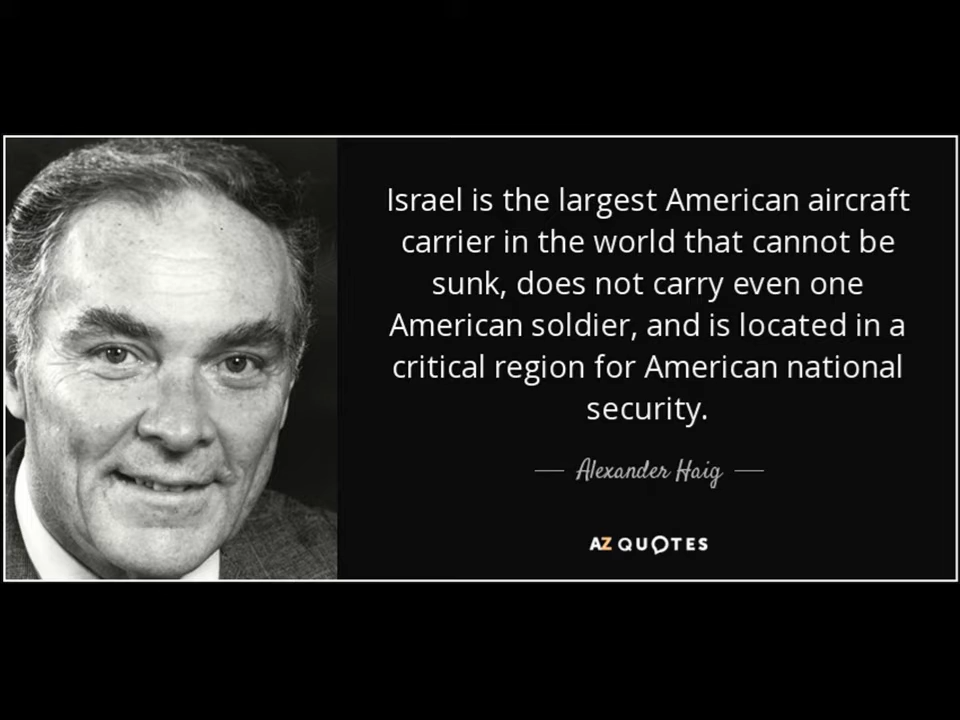 Israel is the largest American aircraft
carrier in the world that cannot be
sunk, does not carry even one
American soldier, and is located in a
critical region for American national
security.
Alexander Haig
AZ QUOTES